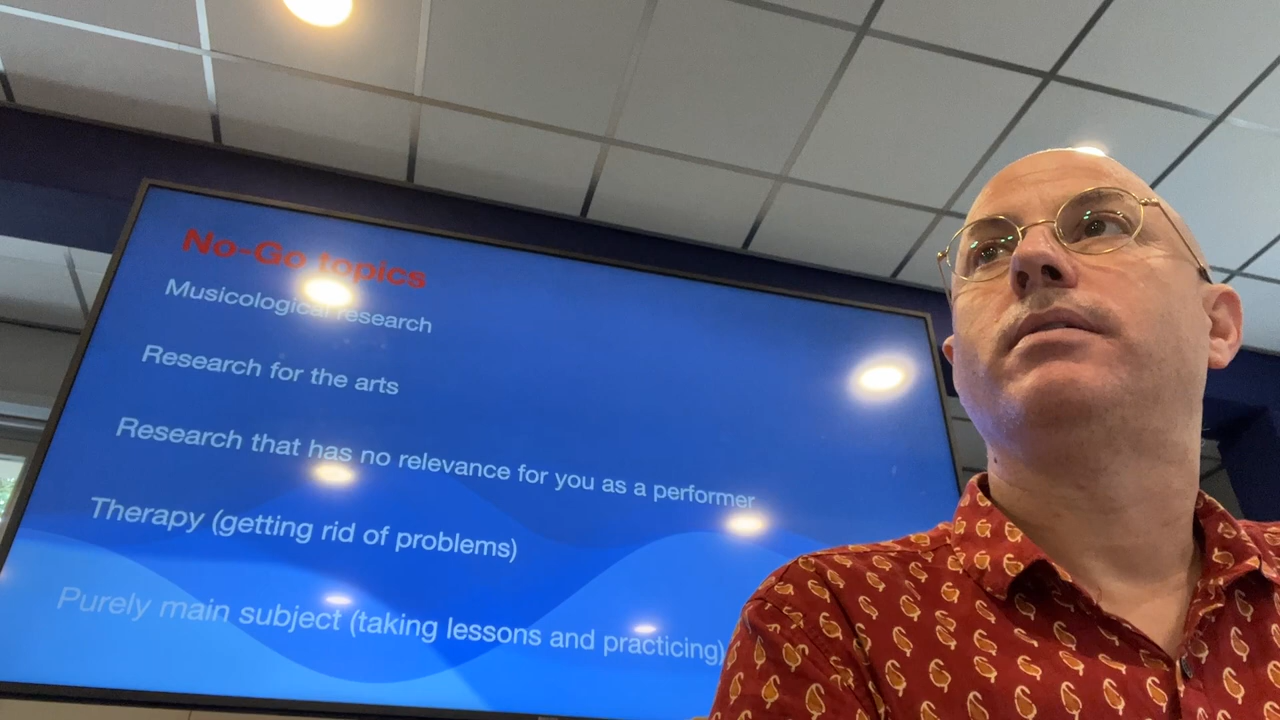 No-Go topics
Musicological research
Research for the arts
Research that has no relevance for you as a performer
Therapy (getting rid of problems)
Purely main subject (taking lessons and practicing)